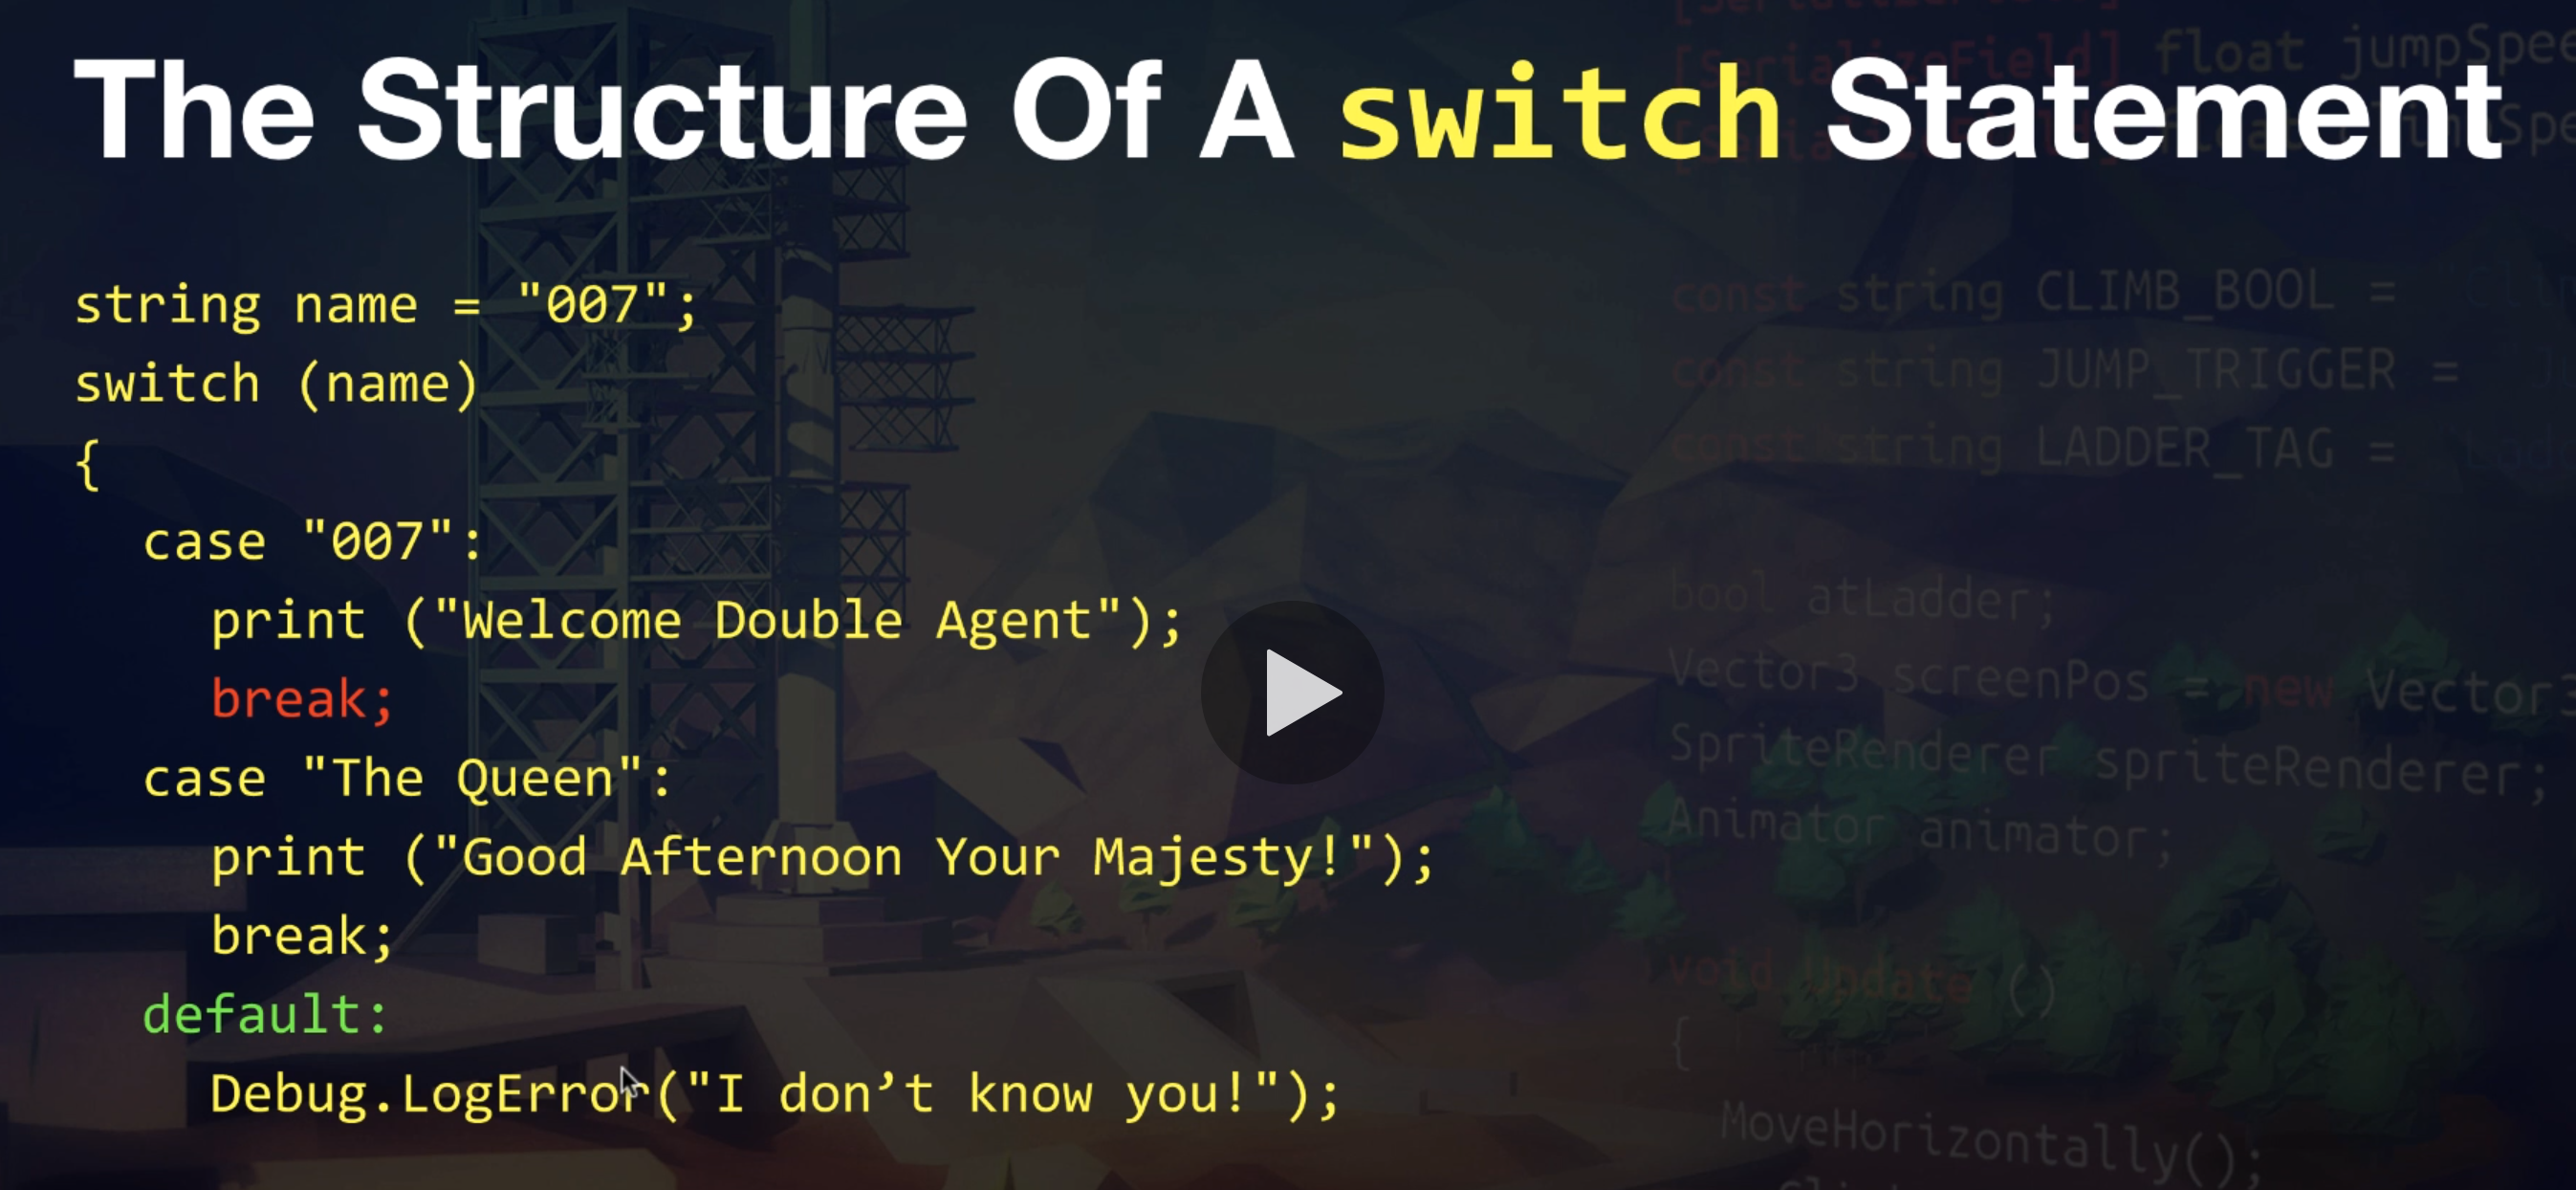 The Structure Of A switch Statement
string name = "007";
switch (name)
{
case "007":
print ("Welcome Double Agent");
break;
case "The Queen":
print ("Good Afternoon Your Majesty!");
break;
default:
Debug.LogError("I don’t know you!");
[SerializeField]
[SerializeField] float jumpSpee
const string CLIMB_BOOL =
const string JUMP_TRIGGER =
const string LADDER_TAG =
bool atLadder;
Vector3 screenPos = new Vector3
SpriteRenderer spriteRenderer;
Animator animator;
void Update ()
{
MoveHorizontally();